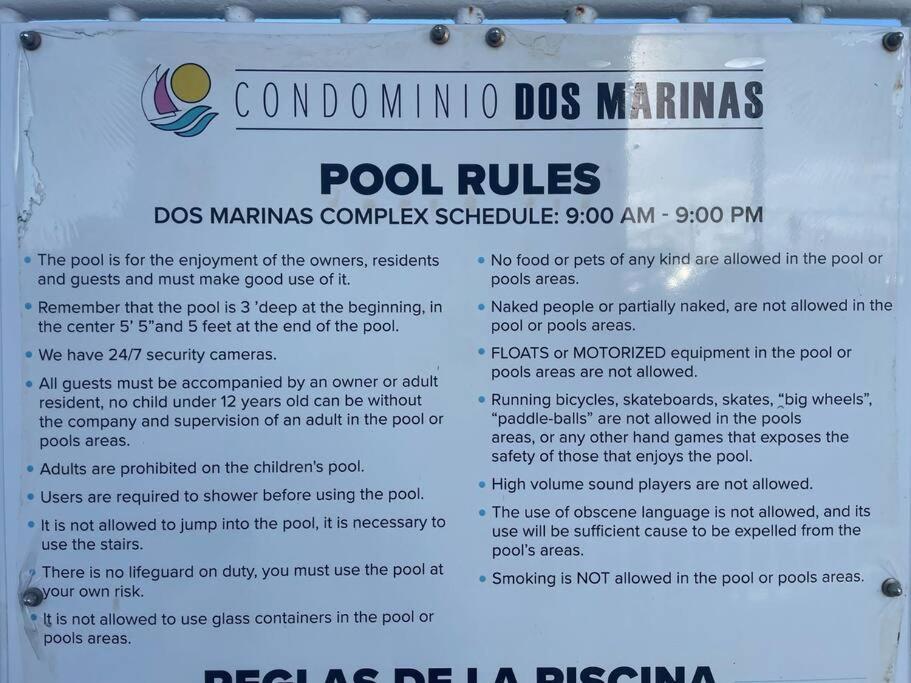 CONDOMINIO DOS MARINAS
POOL RULES
DOS MARINAS COMPLEX SCHEDULE: 9:00 AM - 9:00 PM
• The pool is for the enjoyment of the owners, residents
and guests and must make good use of it.
• Remember that the pool is 3 'deep at the beginning, in
the center 5' 5”and 5 feet at the end of the pool.
• We have 24/7 security cameras.
• All guests must be accompanied by an owner or adult
resident, no child under 12 years old can be without
the company and supervision of an adult in the pool or
pools areas.
• Adults are prohibited on the children's pool.
• Users are required to shower before using the pool.
• It is not allowed to jump into the pool, it is necessary to
use the stairs.
• There is no lifeguard on duty, you must use the pool at
your own risk.
• It is not allowed to use glass containers in the pool or
pools areas.
• No food or pets of any kind are allowed in the pool or
pools areas.
• Naked people or partially naked, are not allowed in the
pool or pools areas.
• FLOATS or MOTORIZED equipment in the pool or
pools areas are not allowed.
• Running bicycles, skateboards, skates, “big wheels”,
“paddle-balls” are not allowed in the pools
areas, or any other hand games that exposes the
safety of those that enjoys the pool.
• High volume sound players are not allowed.
• The use of obscene language is not allowed, and its
use will be sufficient cause to be expelled from the
pool's areas.
• Smoking is NOT allowed in the pool or pools areas.
REGLAS DE LA PISCINA